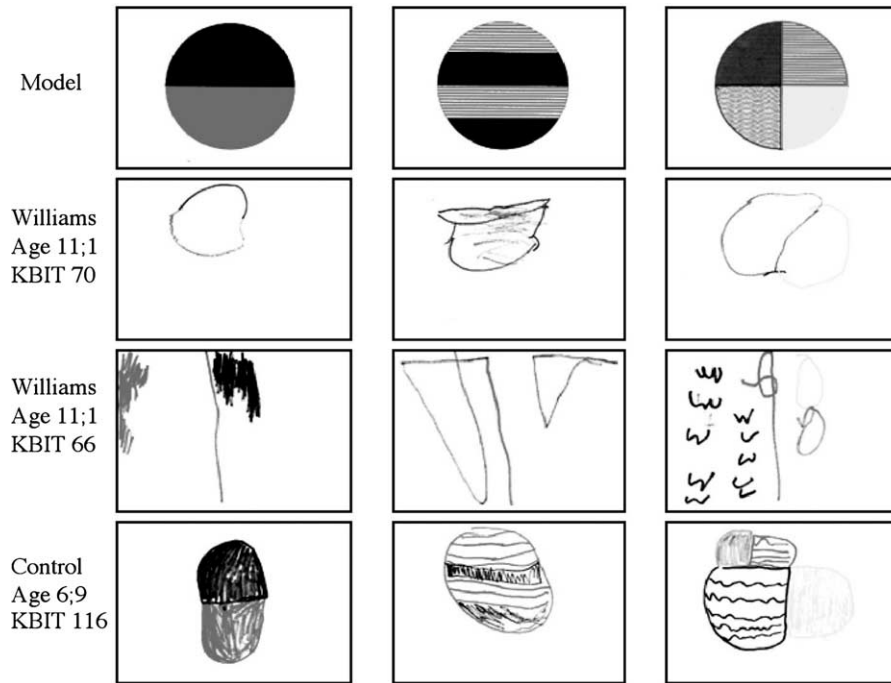 Model
Williams
Age 11;1
KBIT 70
Williams
Age 11;1
KBIT 66
Control
Age 6;9
KBIT 116